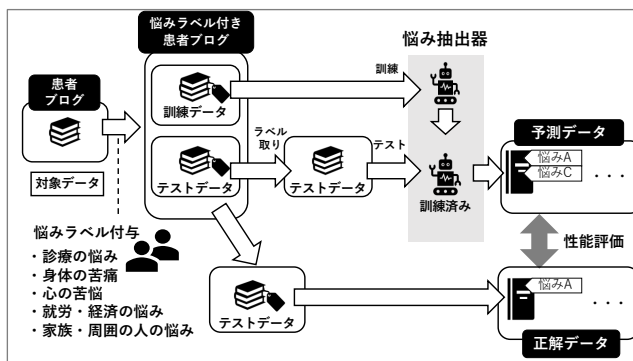 悩みラベル付き
患者ブログ
悩み抽出器
患者
ブログ
訓練データ
訓練
ラベル
取り
テスト
予測データ
悩みA
悩みC
. . .
対象データ
テストデータ
テストデータ
訓練済み
悩みラベル付与
・診療の悩み
・身体の苦痛
・心の苦悩
・就労・経済の悩み
・家族・周囲の人の悩み
性能評価
テストデータ
悩みA
. . .
正解データ